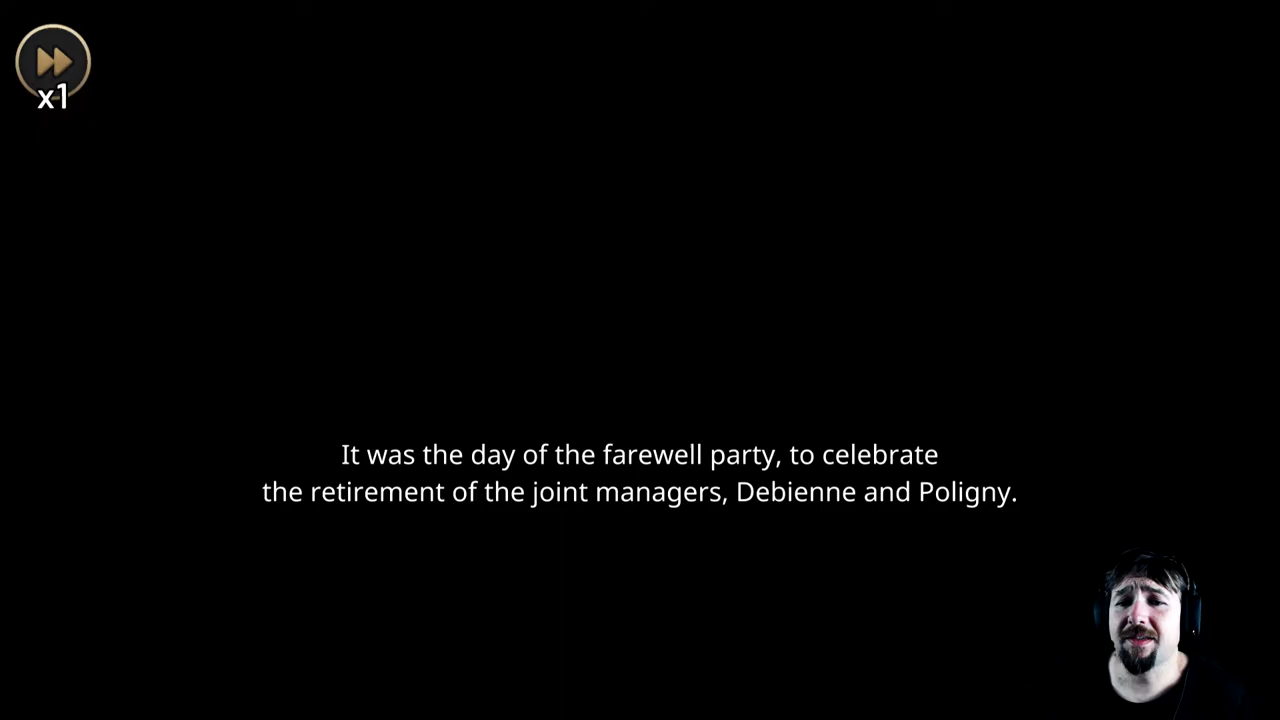 x1
It was the day of the farewell party, to celebrate
the retirement of the joint managers, Debienne and Poligny.